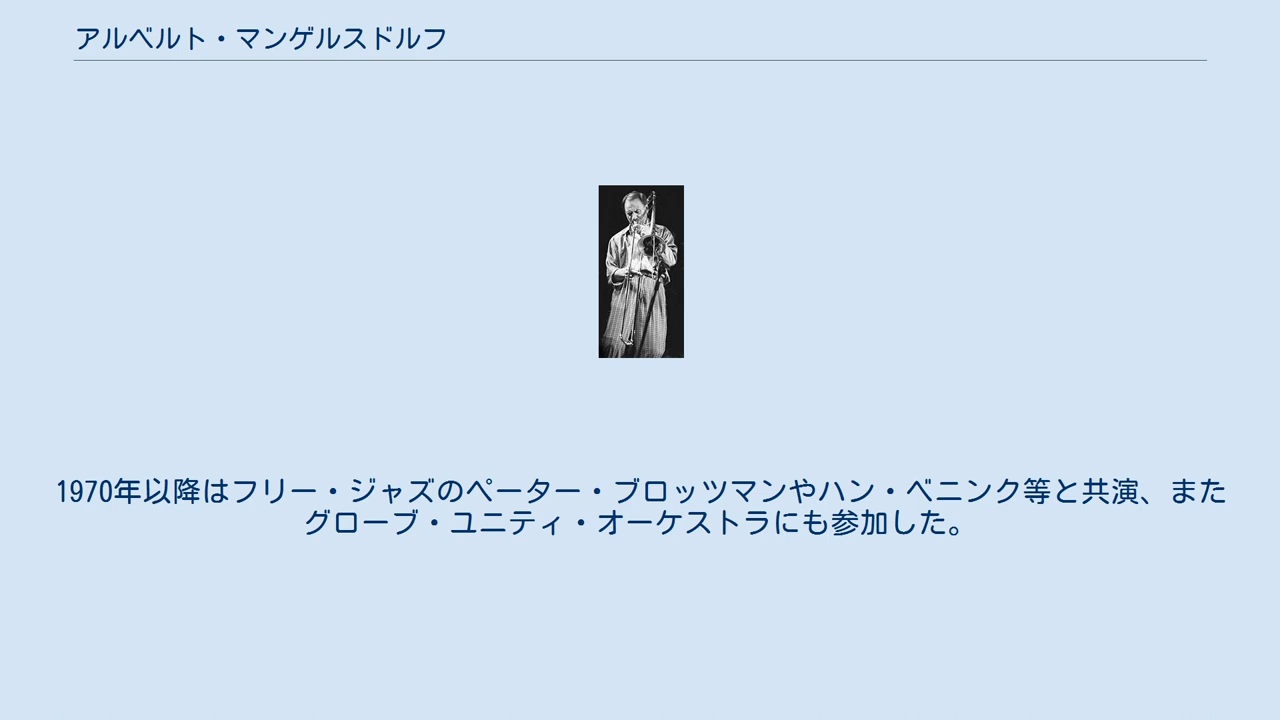 アルベルト・マンゲルスドルフ
1970年以降はフリー・ジャズのペーター・ブロッツマンやハン・ベニンク等と共演、また
グローブ・ユニティ・オーケストラにも参加した。